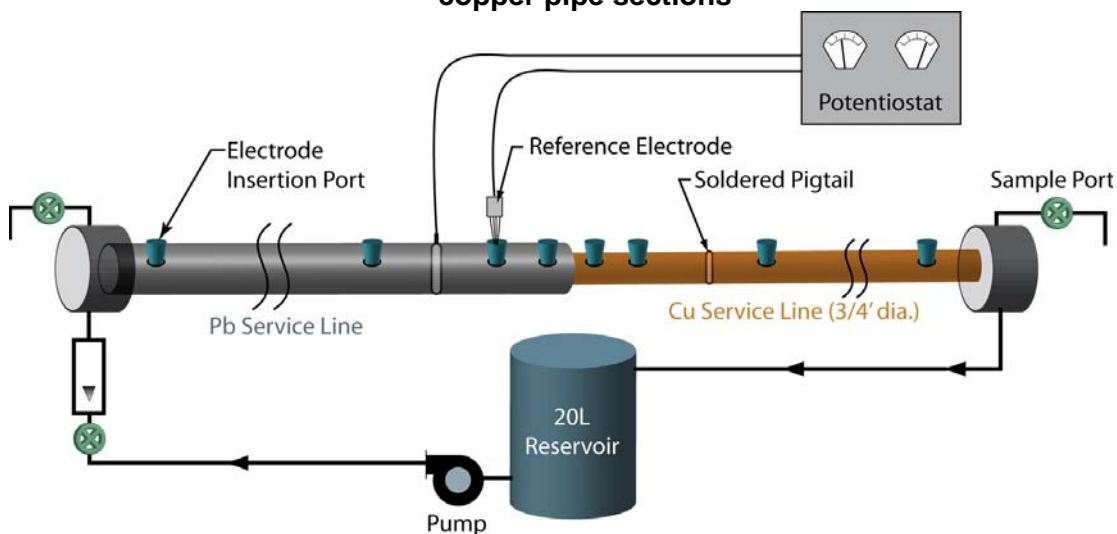 copper pipe sections
Potentiostat
Electrode
Insertion Port
Reference Electrode
Soldered Pigtail
Sample Port
Pb Service Line
Cu Service Line (3/4' dia.)
20L
Reservoir
Pump